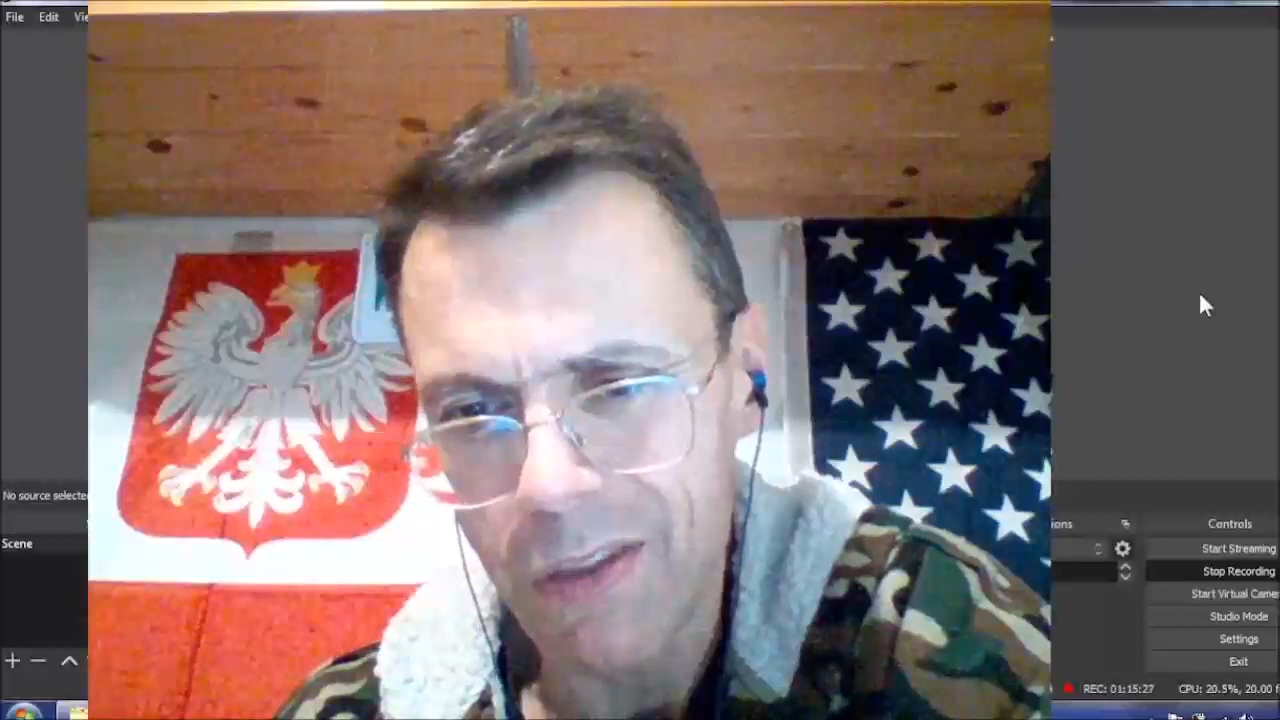 File Edit
No source selecte
Scene
Controls
Start Streaming
Stop Recording
Start Virtual Came
Studio Mode
Settings
Exit
REC: 01:15:27 CPU: 20.5%, 20.00 f